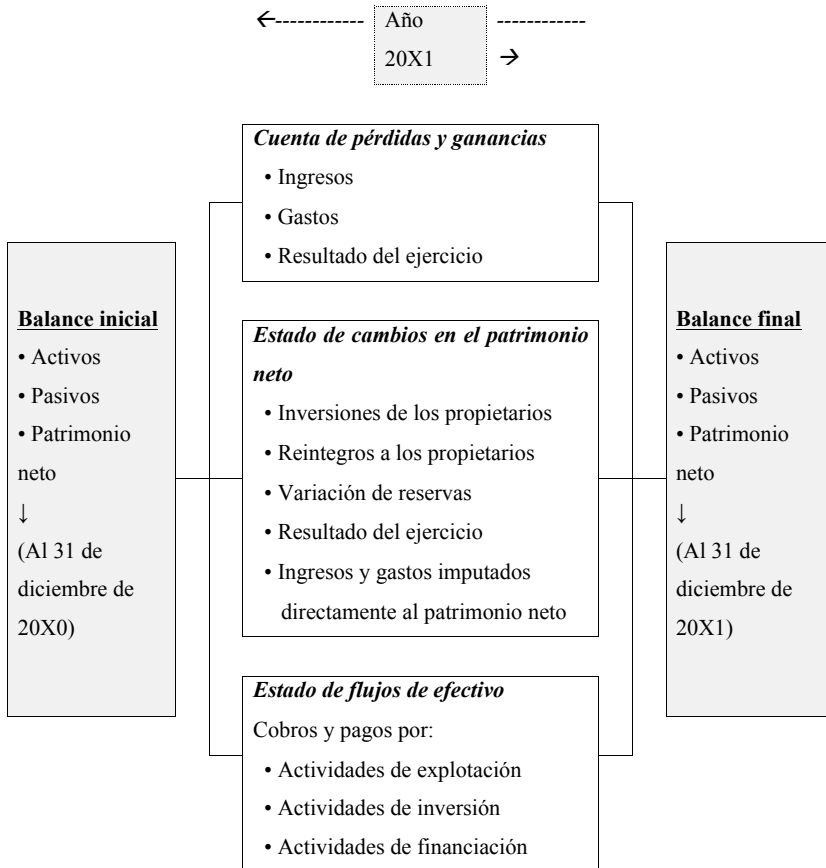 ←------------ Año ------------
20X1 →
Cuenta de pérdidas y ganancias
• Ingresos
• Gastos
• Resultado del ejercicio
Balance inicial
• Activos
• Pasivos
• Patrimonio
neto
↓
(Al 31 de
diciembre de
20X0)
Estado de cambios en el patrimonio
neto
• Inversiones de los propietarios
• Reintegros a los propietarios
• Variación de reservas
• Resultado del ejercicio
• Ingresos y gastos imputados
directamente al patrimonio neto
Balance final
• Activos
• Pasivos
• Patrimonio
neto
↓
(Al 31 de
diciembre de
20X1)
Estado de flujos de efectivo
Cobros y pagos por:
• Actividades de explotación
• Actividades de inversión
• Actividades de financiación